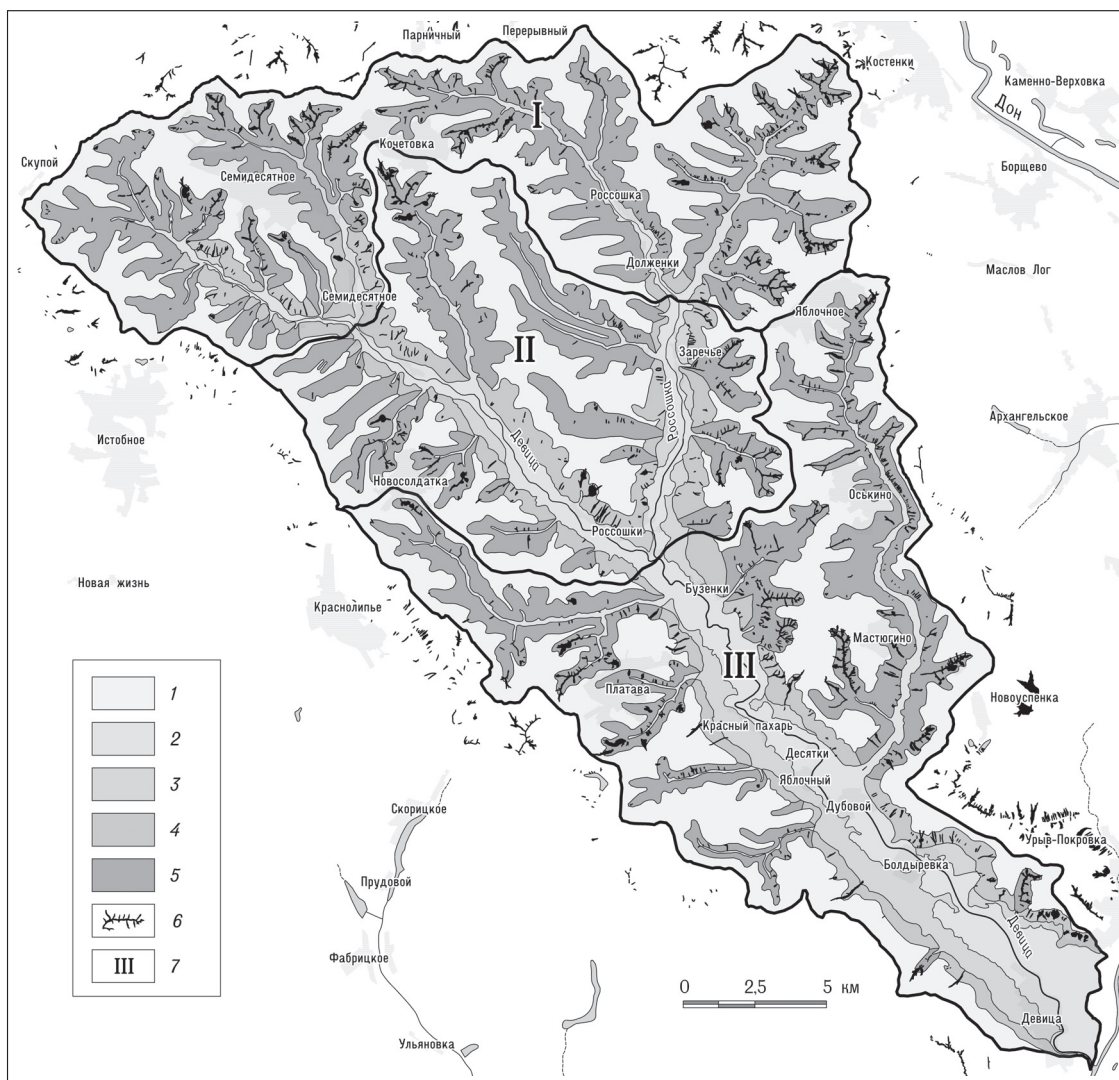 Перерывный
Парничный
Костенки
Каменно-Верховка
Дон
I
Кочетовка
Скупой
Борщево
Семидесятное
Россошка
Долженки
Маслов Лог
Семидесятное
Яблочное
II
Заречье
Россошка
Архангельское
Истобное
Девица
Новосолдатка
Оськино
Россошки
Новая жизнь
Бузенки
Краснолипье
Мастюгино
III
Платава
Новоуспенка
Красный пахарь
Десятки
Яблочный
Дубовой
Скорицкое
Урыв-Покровка
Болдыревка
Прудовой
Девица
Фабрицкое
0 2,5 5 км
Девица
Ульяновка
1
2
3
4
5
6
III 7